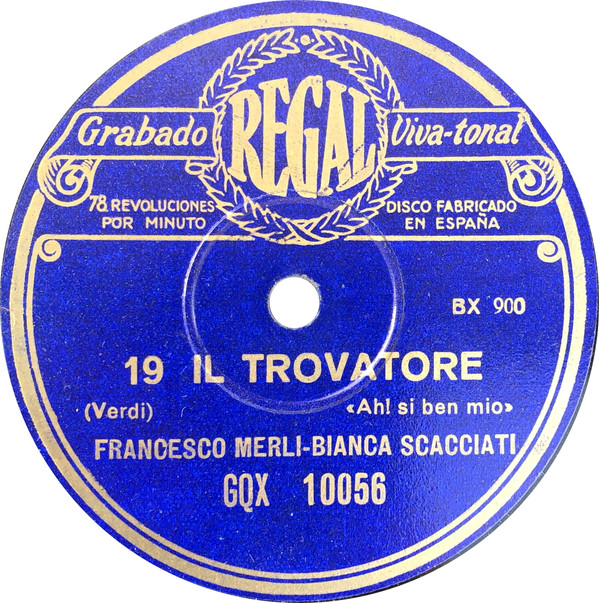 REGAL
Grabado Viva-tonal
78 REVOLUCIONES DISCO FABRICADO
POR MINUTO EN ESPAÑA
BX 900
19 IL TROVATORE
(Verdi) «Ah! si ben mio»
FRANCESCO MERLI-BIANCA SCACCIATI
GQX 10056